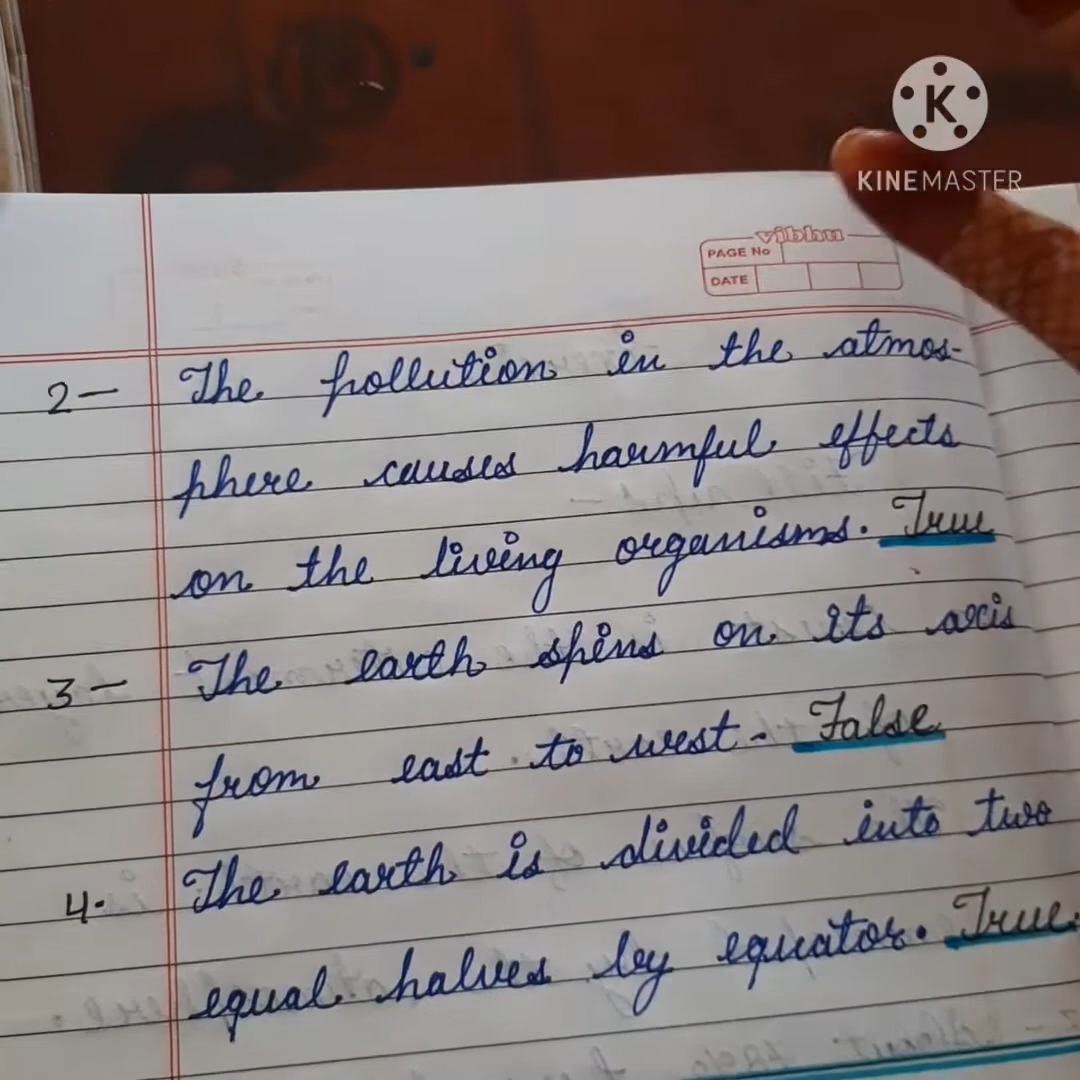 K
KINEMASTER
vibhu
PAGE No
DATE
2- The pollution in the atmos-
phere causes harmful effects
on the living organisms. True
3- The earth spins on its axis
from east to west - False
4. The earth is divided into two
equal halves by equator. True.